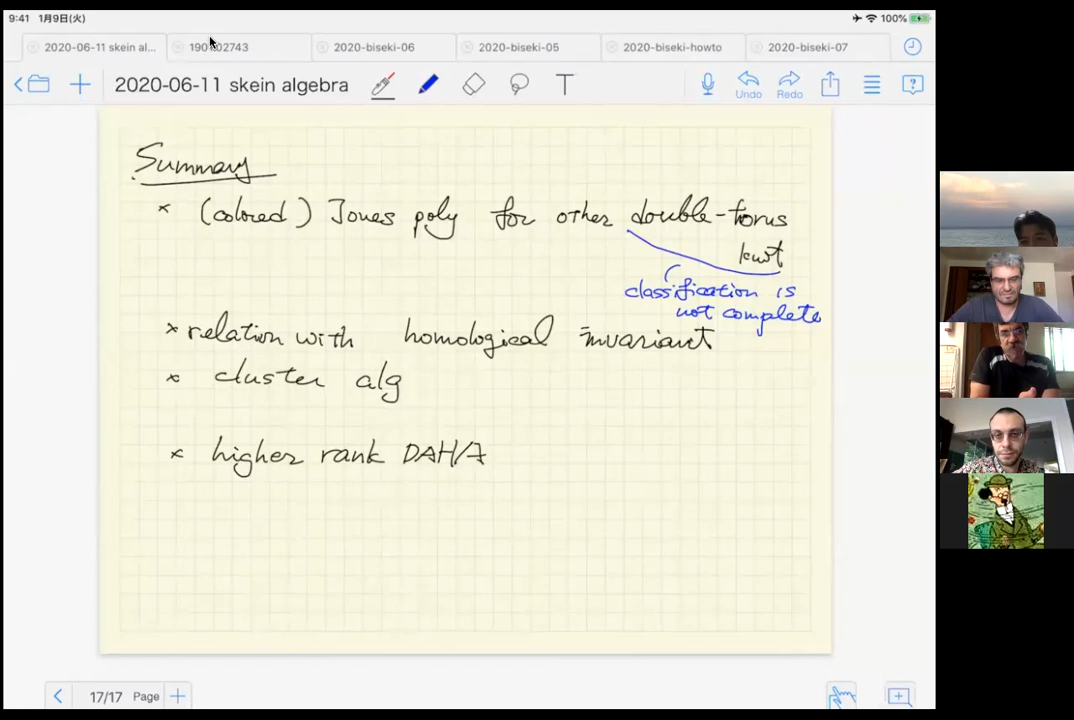 9:41 1月9日(火)
100%
2020-06-11 skein al...
2020-biseki-06
2020-biseki-05
2020-biseki-howto
2020-biseki-07
2020-06-11 skein algebra
T
Undo
Redo
Summary
× (colored) Jones poly for other double-torus
knot
classification is
not complete
× relation with homological invariant
× cluster alg
× higher rank DAHA
17/17 Page